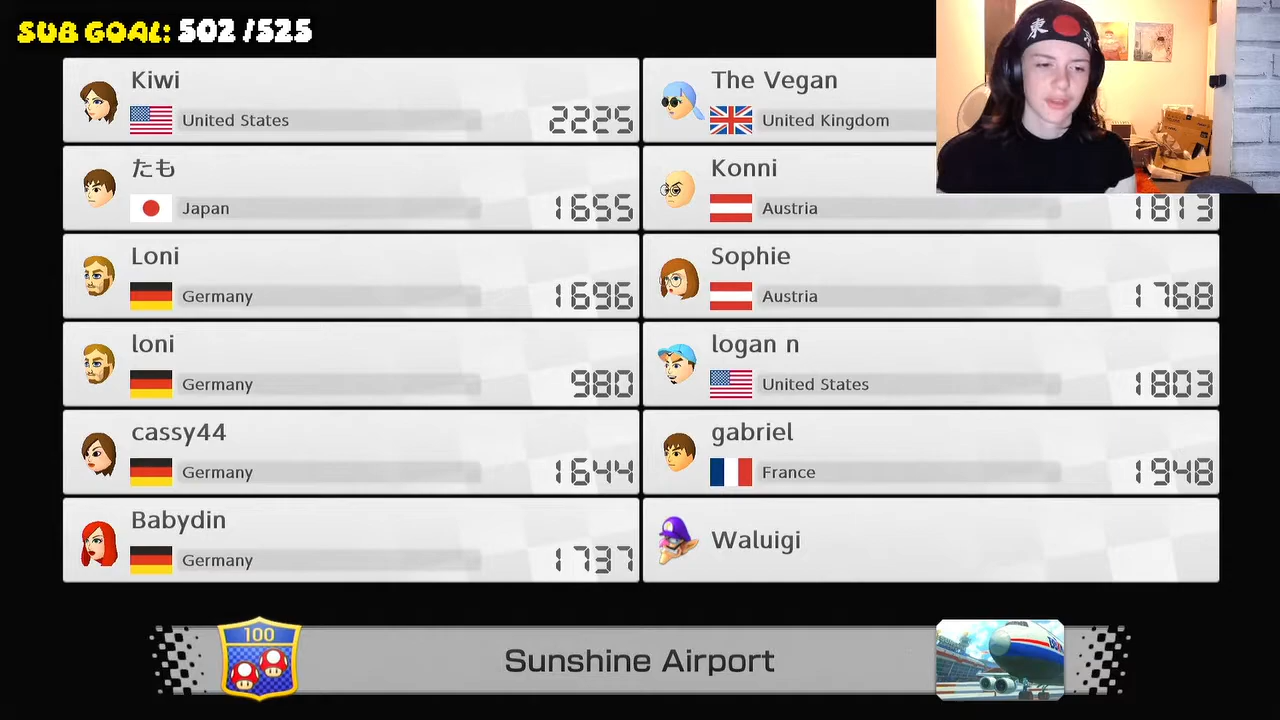 SUB GOAL: 502 /525
Kiwi
United States 2225
The Vegan
United Kingdom
東
たも
Japan 1655
Konni
Austria 1813
Loni
Germany 1696
Sophie
Austria 1768
loni
Germany 980
logan n
United States 1803
cassy44
Germany 1644
gabriel
France 1948
Babydin
Germany 1737
Waluigi
100
Sunshine Airport